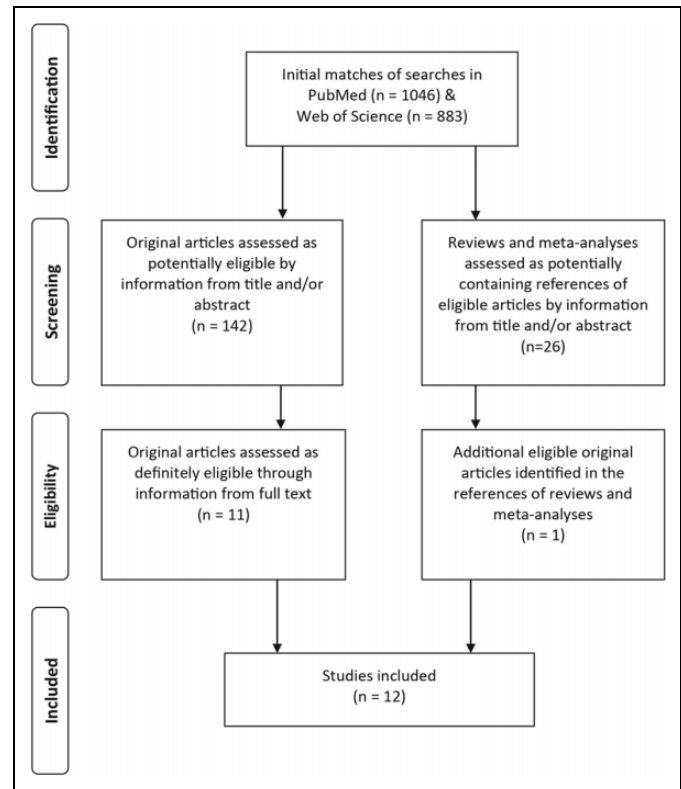 Identification
Initial matches of searches in
PubMed (n = 1046) &
Web of Science (n = 883)
Screening
Original articles assessed as
potentially eligible by
information from title and/or
abstract
(n = 142)
Reviews and meta-analyses
assessed as potentially
containing references of
eligible articles by information
from title and/or abstract
(n=26)
Eligibility
Original articles assessed as
definitely eligible through
information from full text
(n = 11)
Additional eligible original
articles identified in the
references of reviews and
meta-analyses
(n = 1)
Included
Studies included
(n = 12)